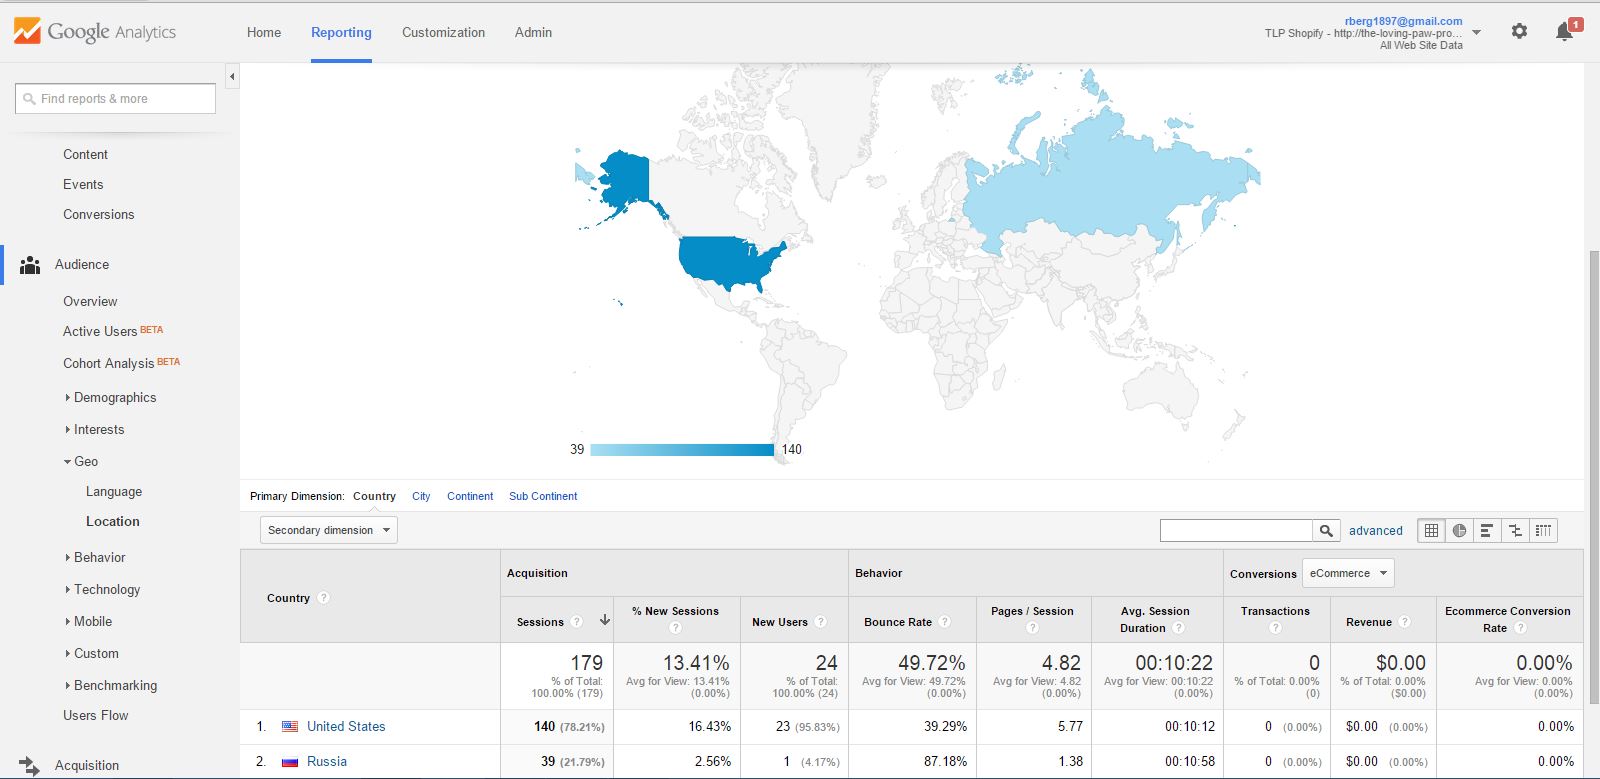 Google Analytics
Home Reporting Customization Admin
rberg1897@gmail.com
TLP Shopify - http://the-loving-paw-pro...
All Web Site Data
1
Find reports & more
Content
Events
Conversions
Audience
Overview
Active Users BETA
Cohort Analysis BETA
Demographics
Interests
Geo
Language
Location
Behavior
Technology
Mobile
Custom
Benchmarking
Users Flow
Acquisition
39 140
Primary Dimension: Country City Continent Sub Continent
Secondary dimension
advanced
Country ?
Acquisition
Behavior
Conversions eCommerce
Sessions ?
% New Sessions ?
New Users ?
Bounce Rate ?
Pages / Session ?
Avg. Session Duration ?
Transactions ?
Revenue ?
Ecommerce Conversion Rate ?
179 13.41% 24 49.72% 4.82 00:10:22 0 $0.00 0.00%
% of Total: Avg for View: 13.41% % of Total: Avg for View: 49.72% Avg for View: 4.82 Avg for View: 00:10:22 % of Total: 0.00% % of Total: 0.00% Avg for View: 0.00%
100.00% (179) (0.00%) 100.00% (24) (0.00%) (0.00%) (0.00%) (0) ($0.00) (0.00%)
1. United States 140 (78.21%) 16.43% 23 (95.83%) 39.29% 5.77 00:10:12 0 (0.00%) $0.00 (0.00%) 0.00%
2. Russia 39 (21.79%) 2.56% 1 (4.17%) 87.18% 1.38 00:10:58 0 (0.00%) $0.00 (0.00%) 0.00%